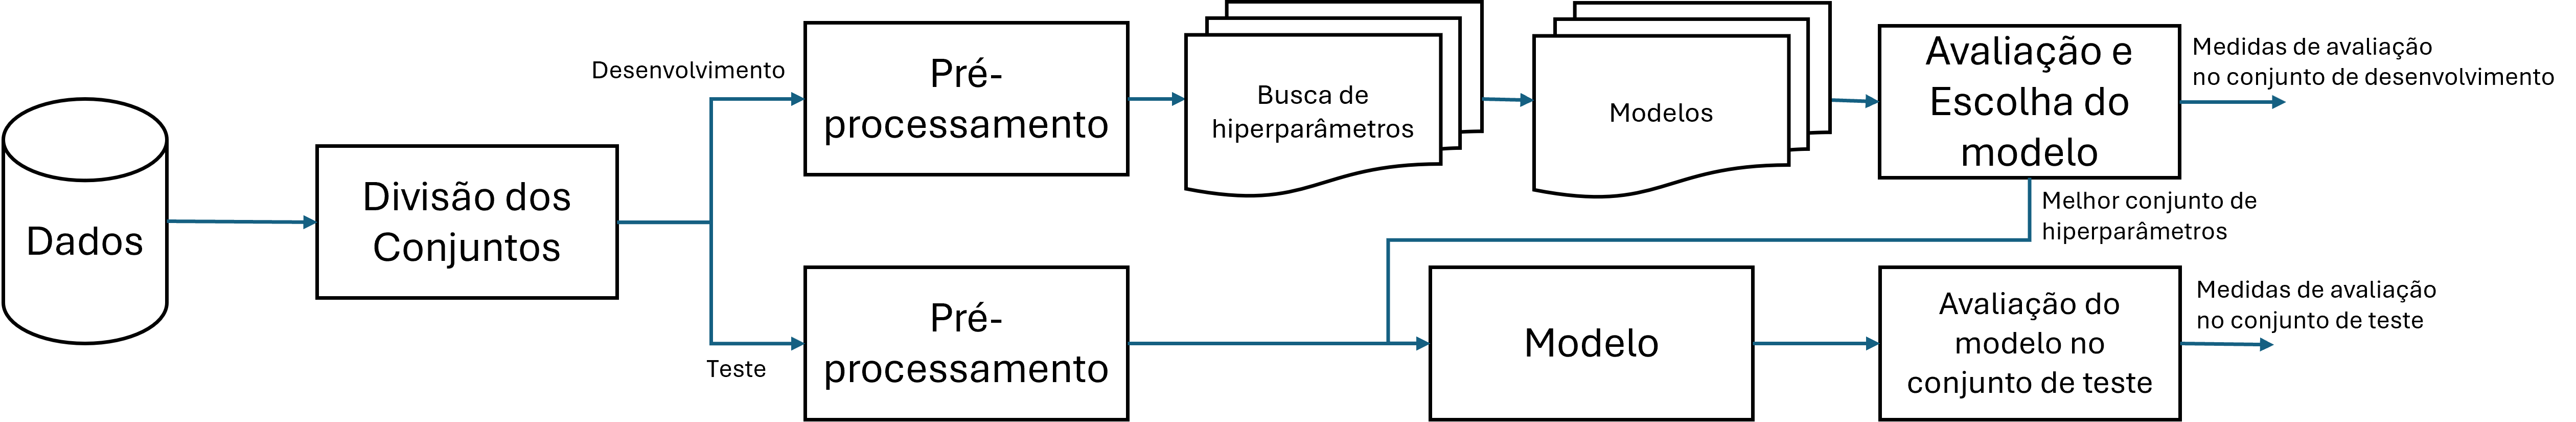 Dados
Divisão dos
Conjuntos
Desenvolvimento
Teste
Pré-
processamento
Busca de
hiperparâmetros
Modelos
Avaliação e
Escolha do
modelo
Medidas de avaliação
no conjunto de desenvolvimento
Melhor conjunto de
hiperparâmetros
Pré-
processamento
Modelo
Avaliação do
modelo no
conjunto de teste
Medidas de avaliação
no conjunto de teste